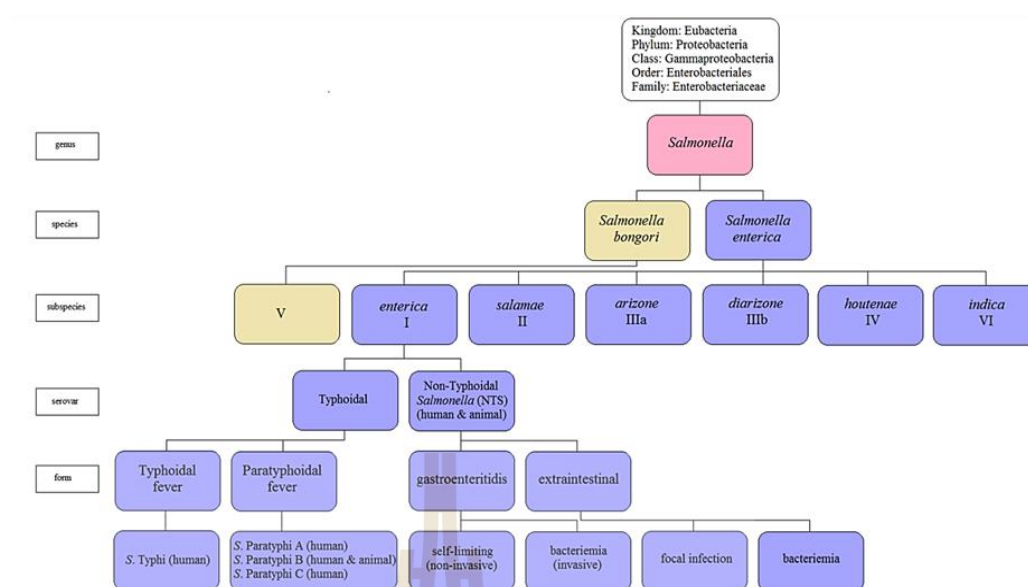 Kingdom: Eubacteria
Phylum: Proteobacteria
Class: Gammaproteobacteria
Order: Enterobacteriales
Family: Enterobacteriaceae
genus
Salmonella
species
Salmonella
bongori
Salmonella
enterica
subspecies
V
enterica
I
salamae
II
arizone
IIIa
diarizone
IIIb
houtenae
IV
indica
VI
serovar
Typhoidal
Non-Typhoidal
Salmonella (NTS)
(human & animal)
form
Typhoidal
fever
Paratyphoidal
fever
gastroenteritidis
extraintestinal
S. Typhi (human)
S. Paratyphi A (human)
S. Paratyphi B (human & animal)
S. Paratyphi C (human)
self-limiting
(non-invasive)
bacteriemia
(invasive)
focal infection
bacteriemia